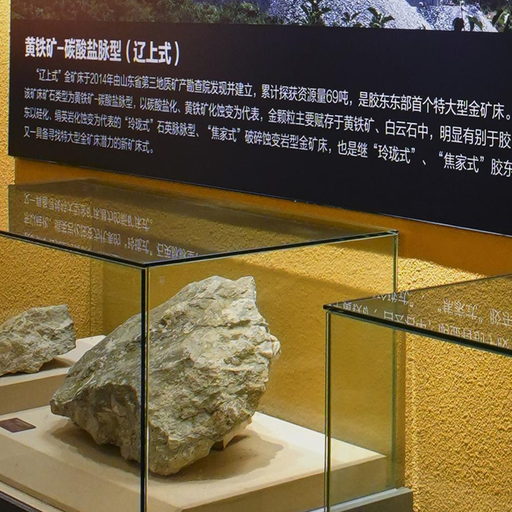 黄铁矿-碳酸盐脉型(辽上式)
“辽上式”金矿床于2014年由山东省第三地质矿产勘查院发现并建立，累计探获资源量69吨，是胶东东部首个特大型金矿床。
该矿床矿石类型为黄铁矿-碳酸盐脉型，以碳酸盐化、黄铁矿化蚀变为代表，金颗粒主要赋存于黄铁矿、白云石中，明显有别于胶
东以硅化、绢英岩化蚀变为代表的“玲珑式”石英脉脉型、“焦家式”破碎蚀变岩型金矿床，也是继“玲珑式”、“焦家式”胶东
又一具备寻找特大型金矿床潜力的新矿床式。